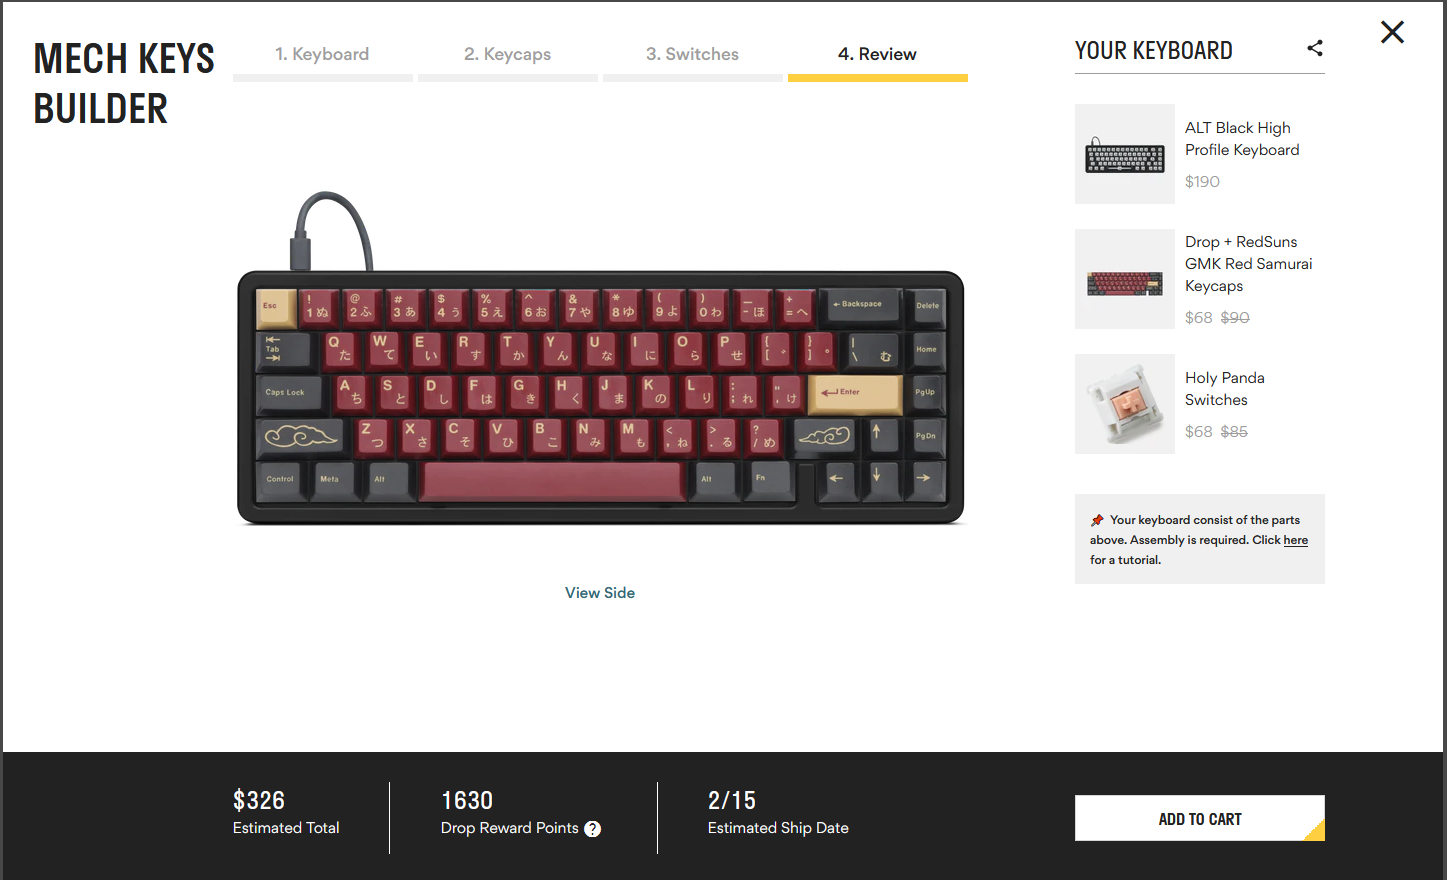 MECH KEYS
BUILDER
1. Keyboard
2. Keycaps
3. Switches
4. Review
Esc ! 1 ぬ @ 2 ふ # 3 あ $ 4 う % 5 え ^ 6 お & 7 や * 8 ゆ ( 9 よ ) 0 わ _ - ほ + = へ ← Backspace Delete
Tab Q た W て E い R す T か Y ん U な I に O ら P せ { [ ゛ } ] ゜ | \ む Home
Caps Lock A ち S と D し F は G き H く J ま K の L り : ; れ " ' け Enter PgUp
Z つ X さ C そ V ひ B こ N み M も < , ね > . る ? / め ↑ PgDn
Control Meta Alt Alt Fn ← ↓ →
View Side
YOUR KEYBOARD
ALT Black High
Profile Keyboard
$190
Drop + RedSuns
GMK Red Samurai
Keycaps
$68 $90
Holy Panda
Switches
$68 $85
Your keyboard consist of the parts
above. Assembly is required. Click here
for a tutorial.
$326
Estimated Total
1630
Drop Reward Points ?
2/15
Estimated Ship Date
ADD TO CART